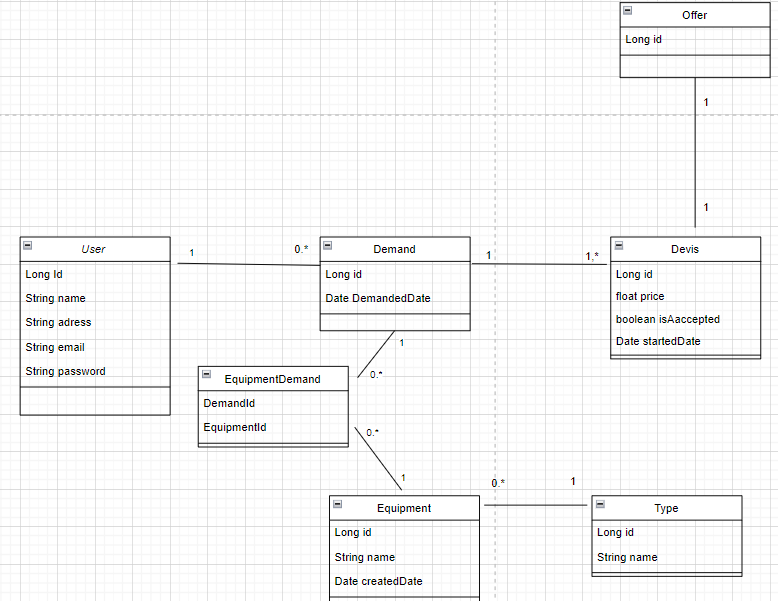 Offer
Long id
1
1
User
Long Id
String name
String adress
String email
String password
1
0.*
Demand
Long id
Date DemandedDate
1
1,*
Devis
Long id
float price
boolean isAaccepted
Date startedDate
1
0.*
EquipmentDemand
DemandId
EquipmentId
0.*
1
Equipment
Long id
String name
Date createdDate
0.*
1
Type
Long id
String name